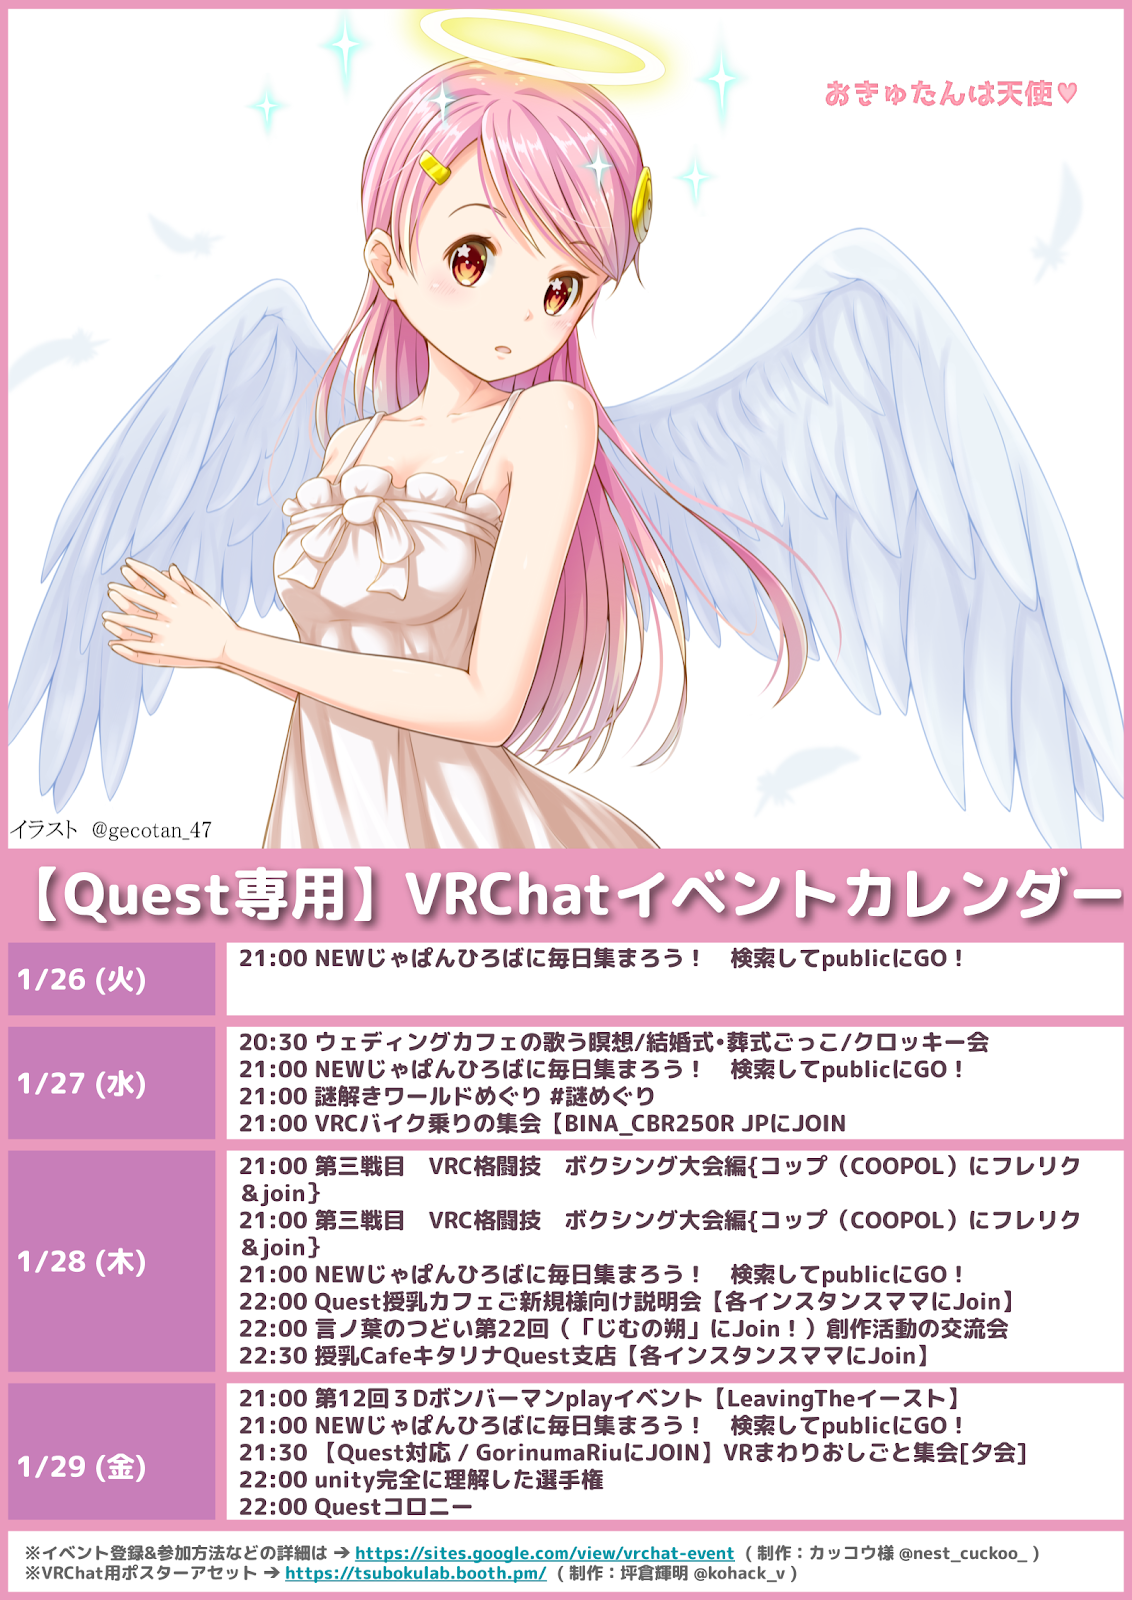 おきゅたんは天使♥
イラスト @gecotan_47
【Quest専用】VRChatイベントカレンダー
1/26 (火)
21:00 NEWじゃぱんひろばに毎日集まろう！　検索してpublicにGO！
1/27 (水)
20:30 ウェディングカフェの歌う瞑想/結婚式•葬式ごっこ/クロッキー会
21:00 NEWじゃぱんひろばに毎日集まろう！　検索してpublicにGO！
21:00 謎解きワールドめぐり #謎めぐり
21:00 VRCバイク乗りの集会【BINA_CBR250R JPにJOIN
1/28 (木)
21:00 第三戦目　VRC格闘技　ボクシング大会編{コップ（COOPOL）にフレリク
＆join}
21:00 第三戦目　VRC格闘技　ボクシング大会編{コップ（COOPOL）にフレリク
＆join}
21:00 NEWじゃぱんひろばに毎日集まろう！　検索してpublicにGO！
22:00 Quest授乳カフェご新規様向け説明会【各インスタンスママにJoin】
22:00 言ノ葉のつどい第22回（「じむの朔」にJoin！）創作活動の交流会
22:30 授乳CafeキタリナQuest支店【各インスタンスママにJoin】
1/29 (金)
21:00 第12回３Dボンバーマンplayイベント【LeavingTheイースト】
21:00 NEWじゃぱんひろばに毎日集まろう！　検索してpublicにGO！
21:30 【Quest対応 / GorinumaRiuにJOIN】VRまわりおしごと集会[夕会]
22:00 unity完全に理解した選手権
22:00 Questコロニー
※イベント登録&参加方法などの詳細は → https://sites.google.com/view/vrchat-event （制作：カッコウ様 @nest_cuckoo_ ）
※VRChat用ポスターアセット → https://tsubokulab.booth.pm/ （制作：坪倉輝明 @kohack_v ）